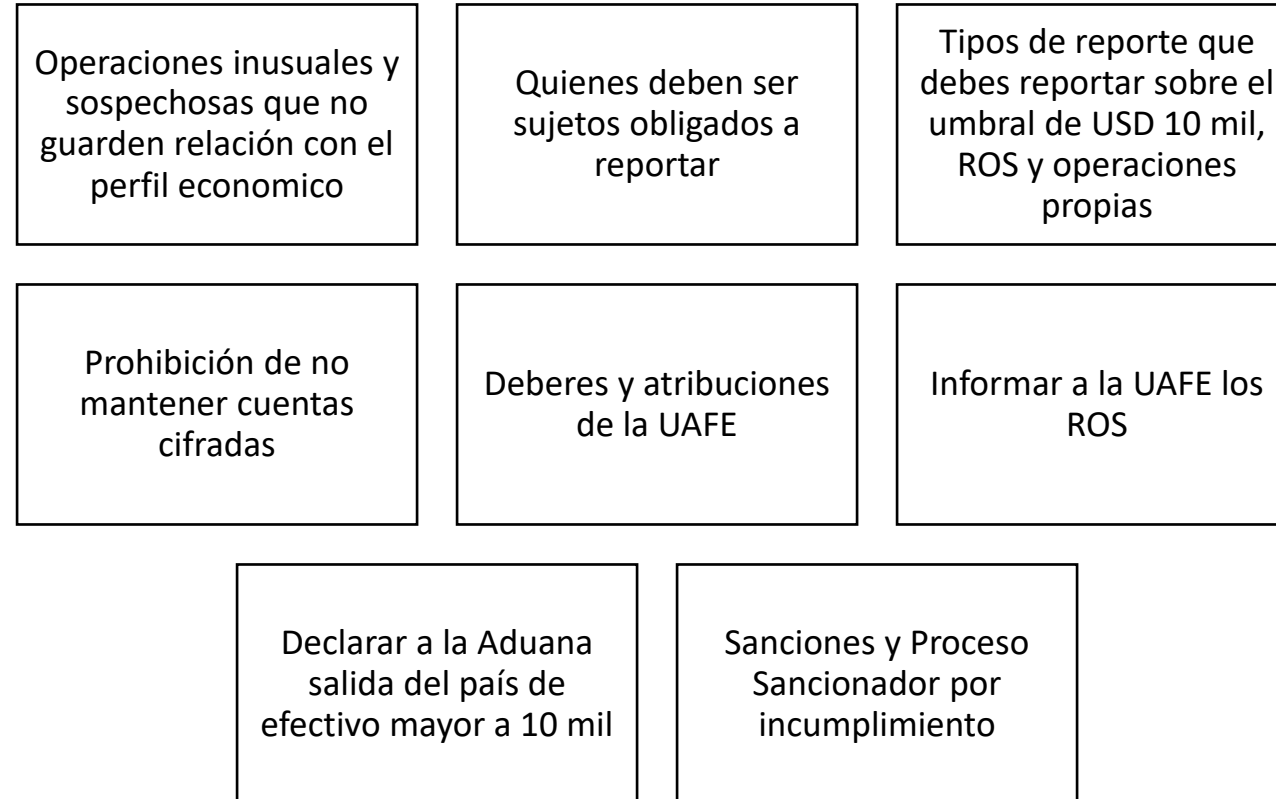 Operaciones inusuales y
sospechosas que no
guarden relación con el
perfil economico
Quienes deben ser
sujetos obligados a
reportar
Tipos de reporte que
debes reportar sobre el
umbral de USD 10 mil,
ROS y operaciones
propias
Prohibición de no
mantener cuentas
cifradas
Deberes y atribuciones
de la UAFE
Informar a la UAFE los
ROS
Declarar a la Aduana
salida del país de
efectivo mayor a 10 mil
Sanciones y Proceso
Sancionador por
incumplimiento